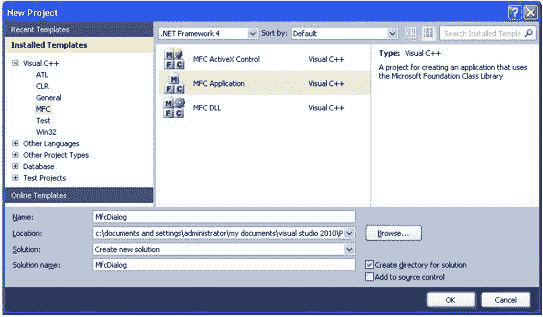 New Project
Recent Templates
.NET Framework 4
Sort by:
Default
Search Installed Templa
Installed Templates
Visual C++
ATL
CLR
General
MFC
Test
Win32
Other Languages
Other Project Types
Database
Test Projects
Online Templates
MFC ActiveX Control
Visual C++
MFC Application
Visual C++
MFC DLL
Visual C++
Type: Visual C++
A project for creating an application that uses
the Microsoft Foundation Class Library
Name:
MfcDialog
Location:
c:\documents and settings\administrator\my documents\visual studio 2010\P
Browse...
Solution:
Create new solution
Solution name:
MfcDialog
Create directory for solution
Add to source control
OK
Cancel